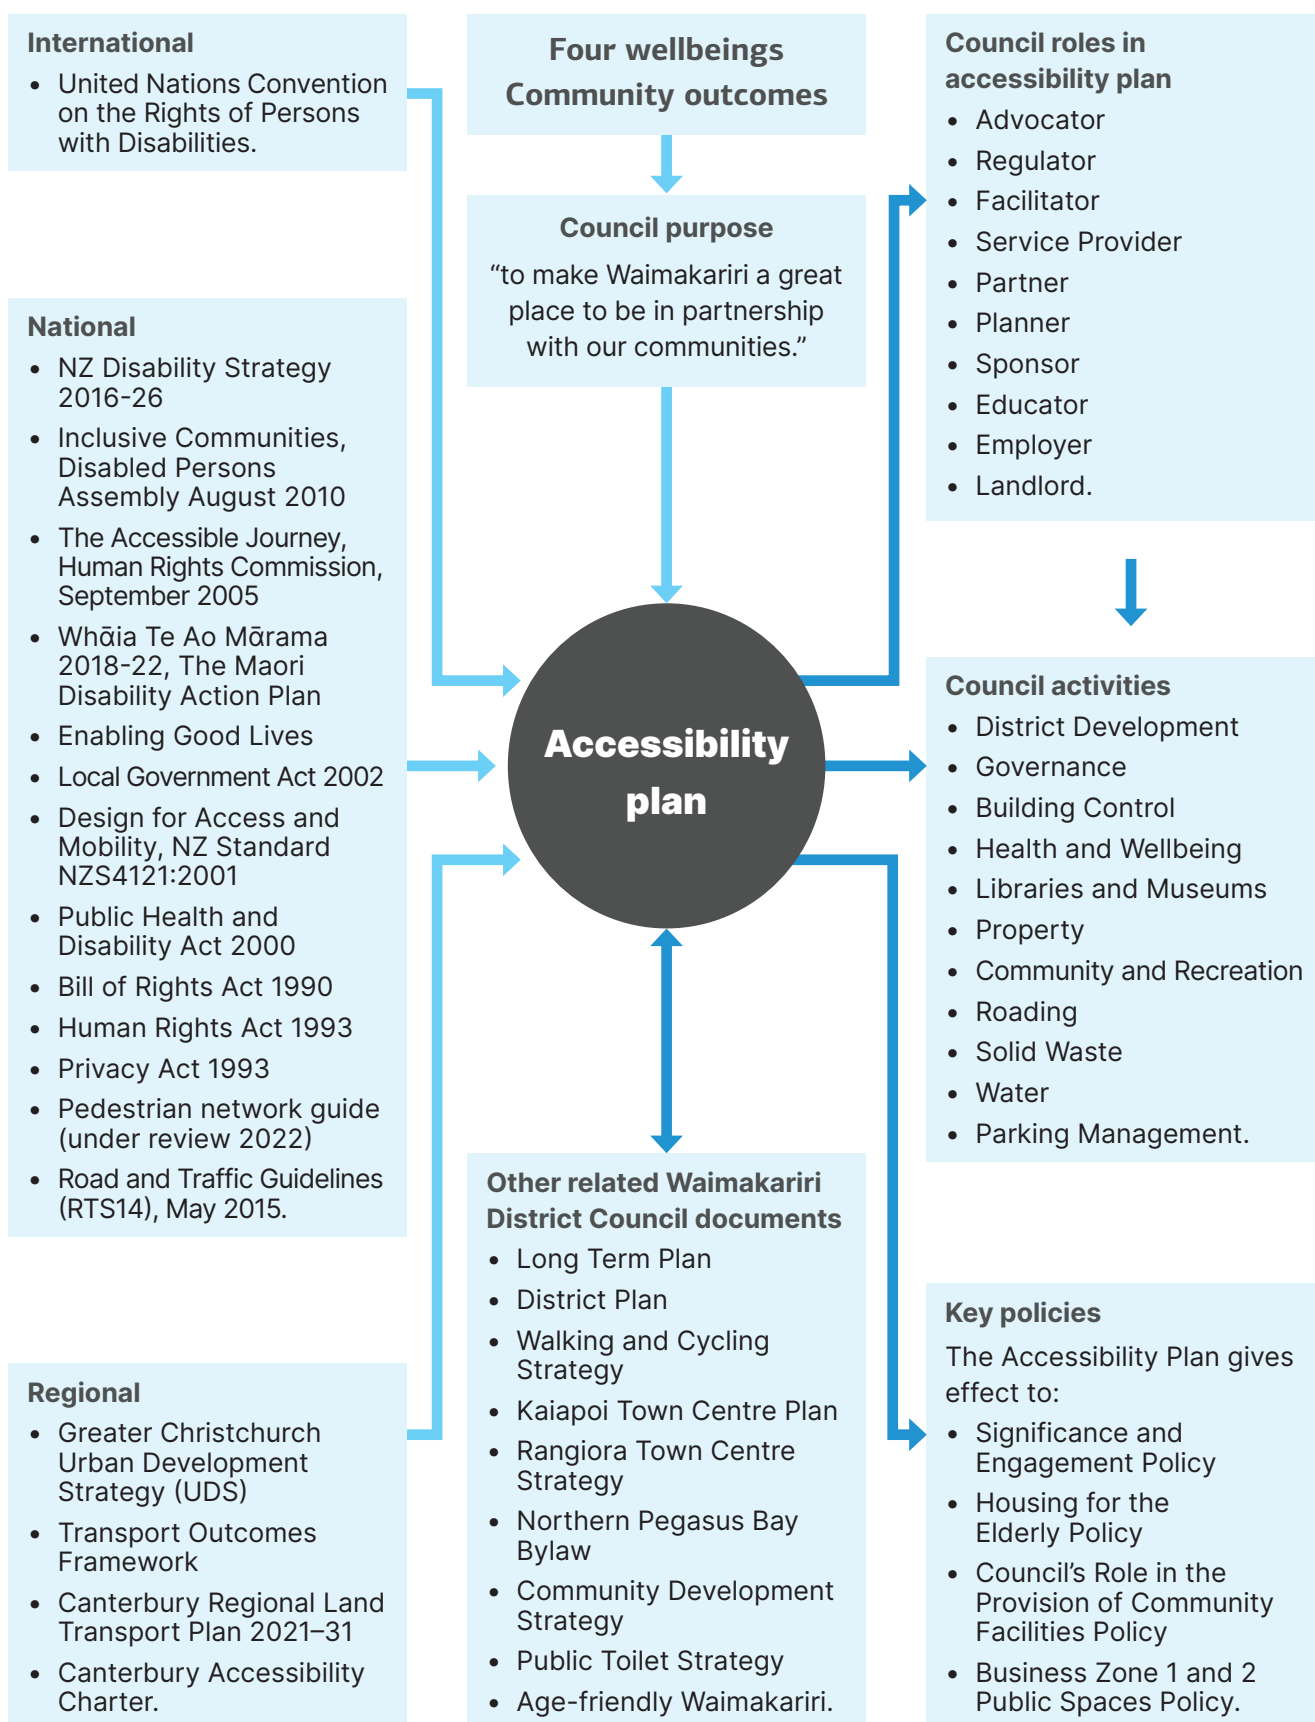 International
• United Nations Convention
on the Rights of Persons
with Disabilities.
National
• NZ Disability Strategy
2016-26
• Inclusive Communities,
Disabled Persons
Assembly August 2010
• The Accessible Journey,
Human Rights Commission,
September 2005
• Whāia Te Ao Mārama
2018-22, The Maori
Disability Action Plan
• Enabling Good Lives
• Local Government Act 2002
• Design for Access and
Mobility, NZ Standard
NZS4121:2001
• Public Health and
Disability Act 2000
• Bill of Rights Act 1990
• Human Rights Act 1993
• Privacy Act 1993
• Pedestrian network guide
(under review 2022)
• Road and Traffic Guidelines
(RTS14), May 2015.
Regional
• Greater Christchurch
Urban Development
Strategy (UDS)
• Transport Outcomes
Framework
• Canterbury Regional Land
Transport Plan 2021–31
• Canterbury Accessibility
Charter.
Four wellbeings
Community outcomes
Council purpose
“to make Waimakariri a great
place to be in partnership
with our communities.”
Accessibility
plan
Other related Waimakariri
District Council documents
• Long Term Plan
• District Plan
• Walking and Cycling
Strategy
• Kaiapoi Town Centre Plan
• Rangiora Town Centre
Strategy
• Northern Pegasus Bay
Bylaw
• Community Development
Strategy
• Public Toilet Strategy
• Age-friendly Waimakariri.
Council roles in
accessibility plan
• Advocator
• Regulator
• Facilitator
• Service Provider
• Partner
• Planner
• Sponsor
• Educator
• Employer
• Landlord.
Council activities
• District Development
• Governance
• Building Control
• Health and Wellbeing
• Libraries and Museums
• Property
• Community and Recreation
• Roading
• Solid Waste
• Water
• Parking Management.
Key policies
The Accessibility Plan gives
effect to:
• Significance and
Engagement Policy
• Housing for the
Elderly Policy
• Council’s Role in the
Provision of Community
Facilities Policy
• Business Zone 1 and 2
Public Spaces Policy.